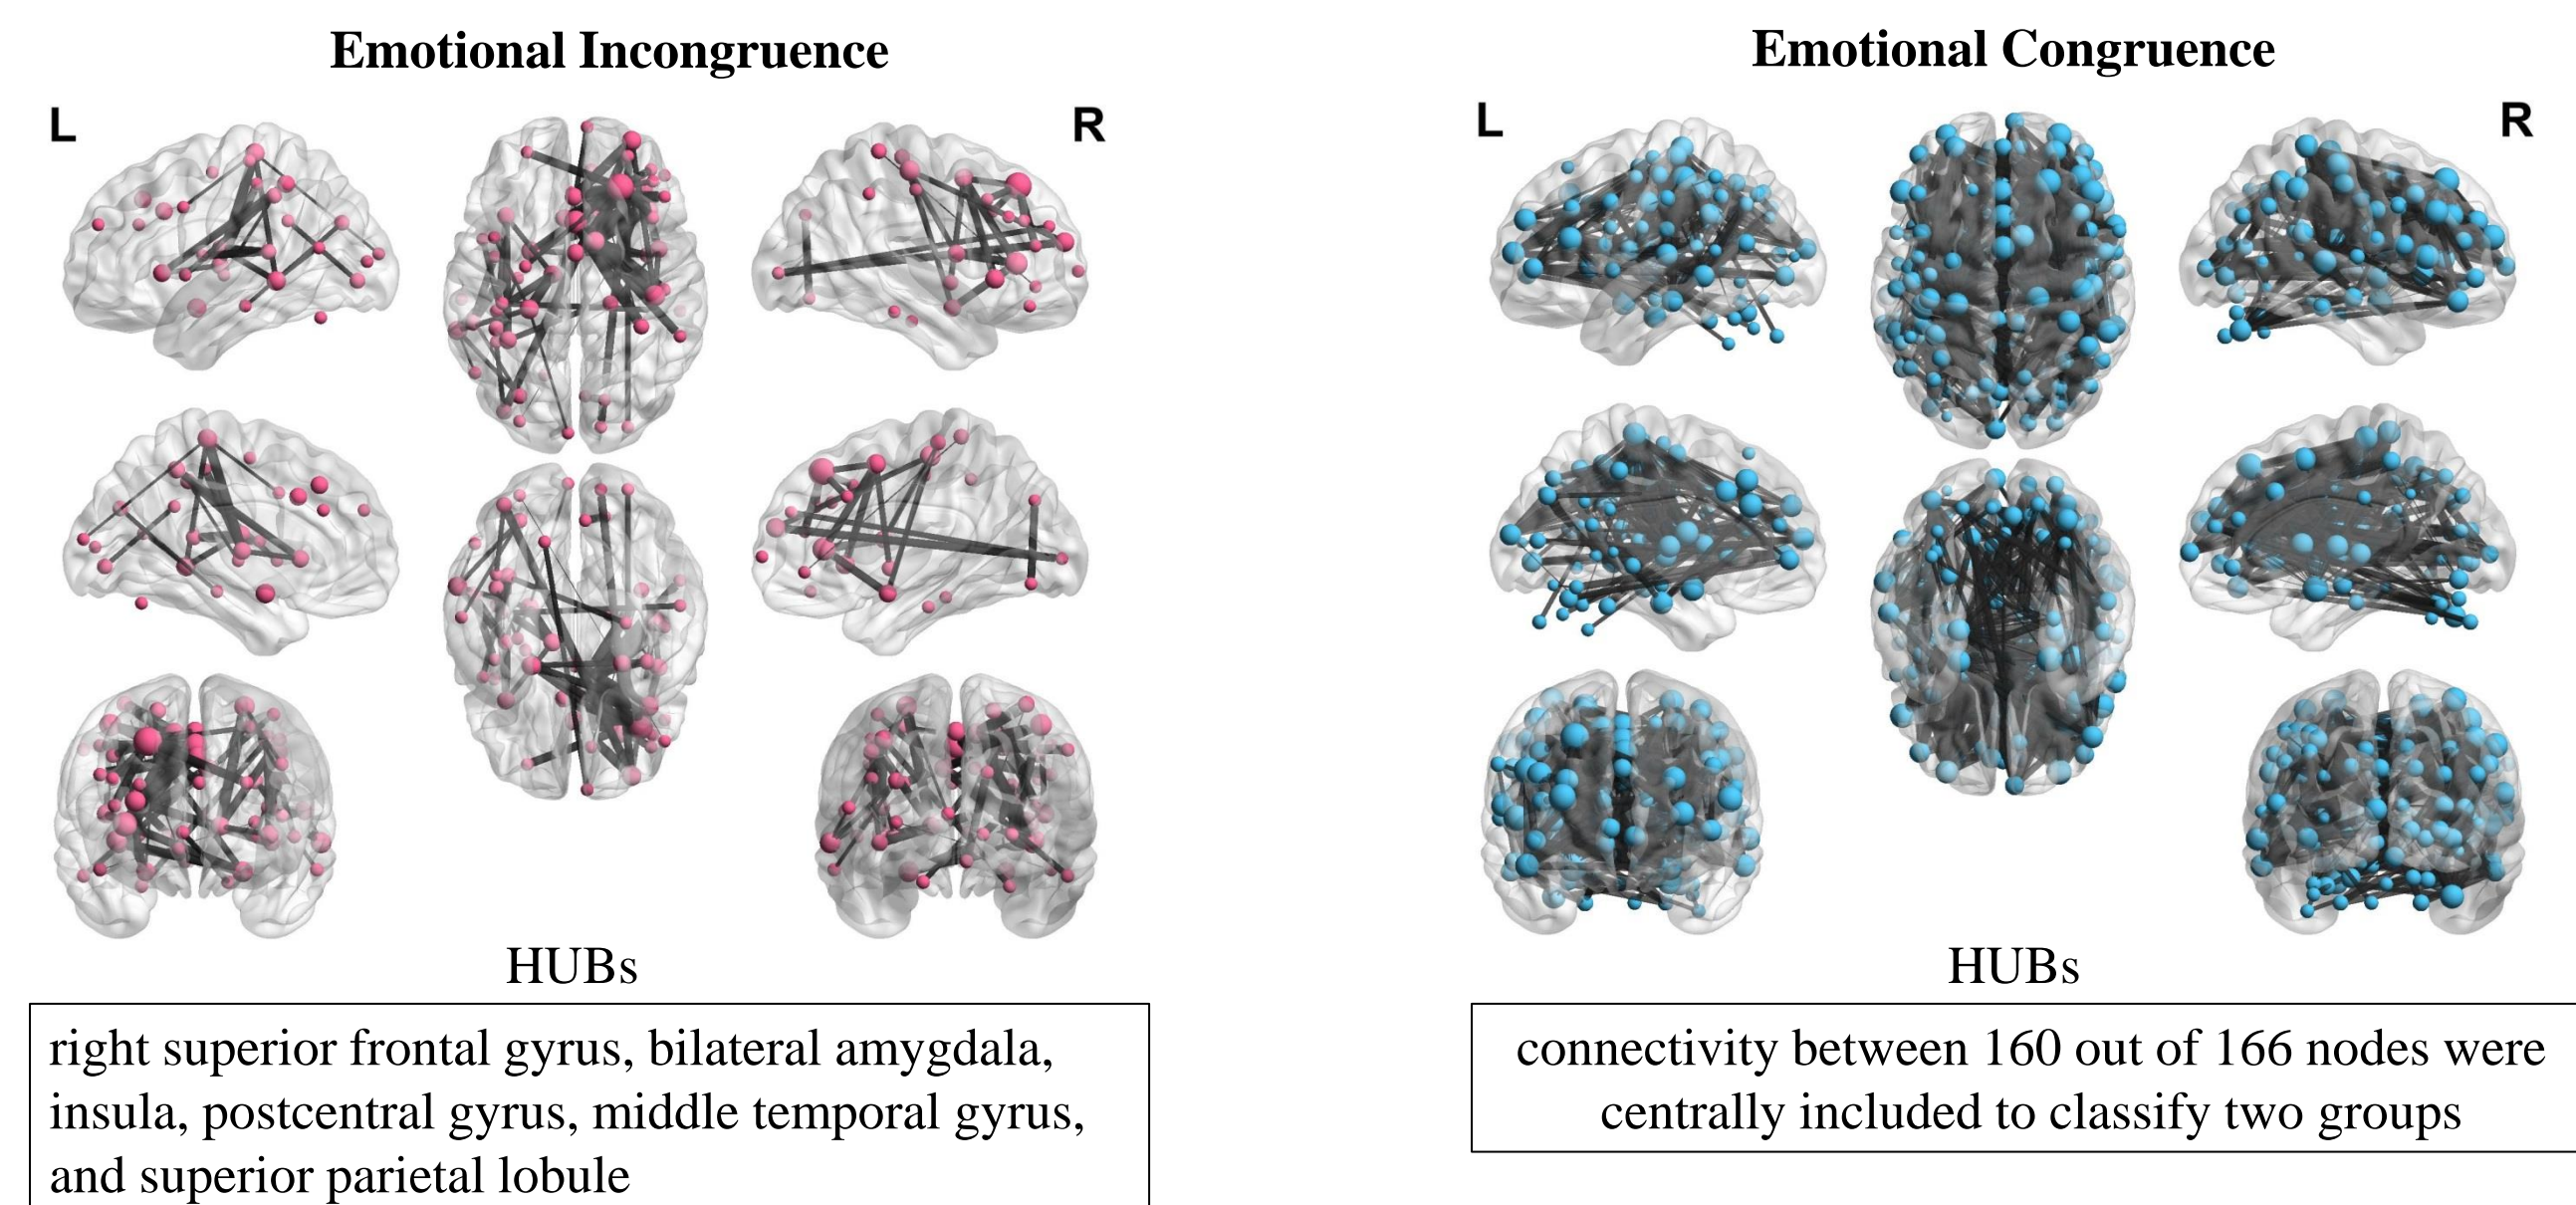 Emotional Incongruence
L
R
HUBs
right superior frontal gyrus, bilateral amygdala,
insula, postcentral gyrus, middle temporal gyrus,
and superior parietal lobule
Emotional Congruence
L
R
HUBs
connectivity between 160 out of 166 nodes were
centrally included to classify two groups